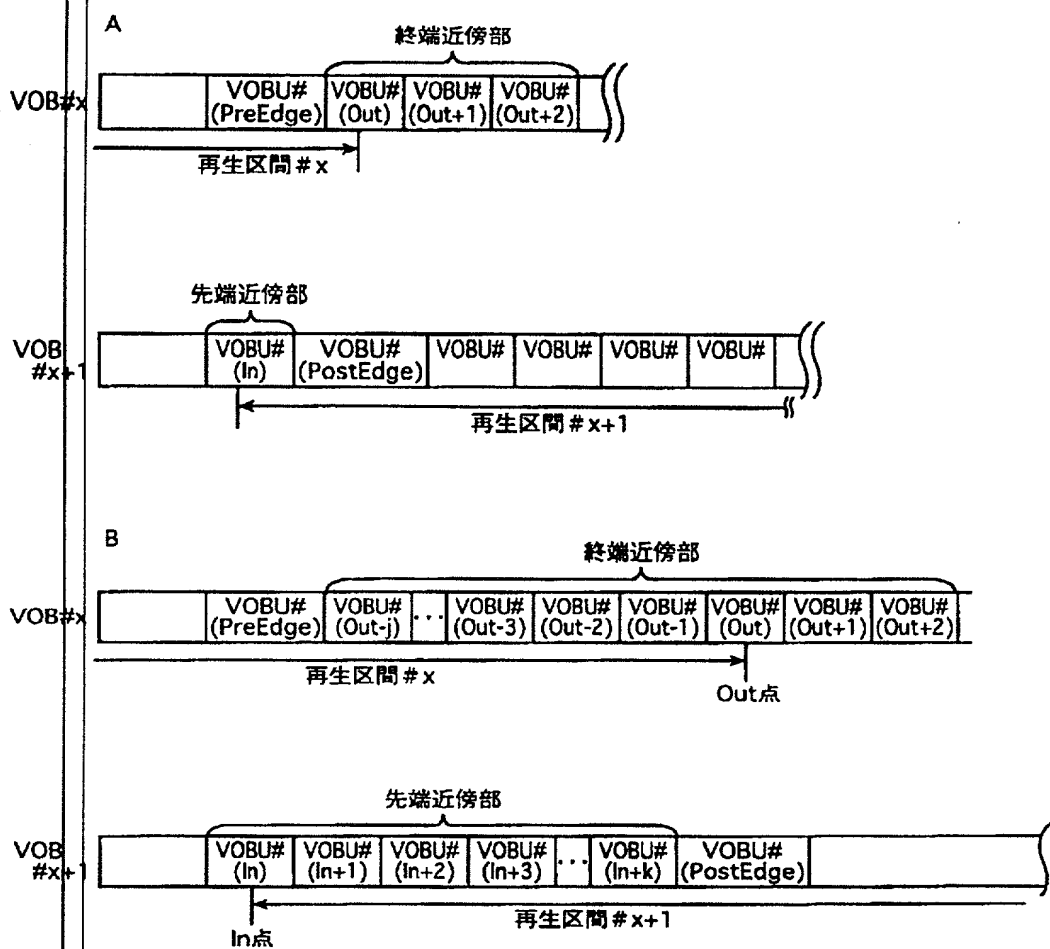 A
終端近傍部
VOB#x
VOBU# (PreEdge)
VOBU# (Out)
VOBU# (Out+1)
VOBU# (Out+2)
再生区間#x
先端近傍部
VOB #x+1
VOBU# (In)
VOBU# (PostEdge)
VOBU#
VOBU#
VOBU#
VOBU#
再生区間#x+1
B
終端近傍部
VOB#x
VOBU# (PreEdge)
VOBU# (Out-j)
...
VOBU# (Out-3)
VOBU# (Out-2)
VOBU# (Out-1)
VOBU# (Out)
VOBU# (Out+1)
VOBU# (Out+2)
再生区間#x
Out点
先端近傍部
VOB #x+1
VOBU# (In)
VOBU# (In+1)
VOBU# (In+2)
VOBU# (In+3)
...
VOBU# (In+k)
VOBU# (PostEdge)
再生区間#x+1
In点